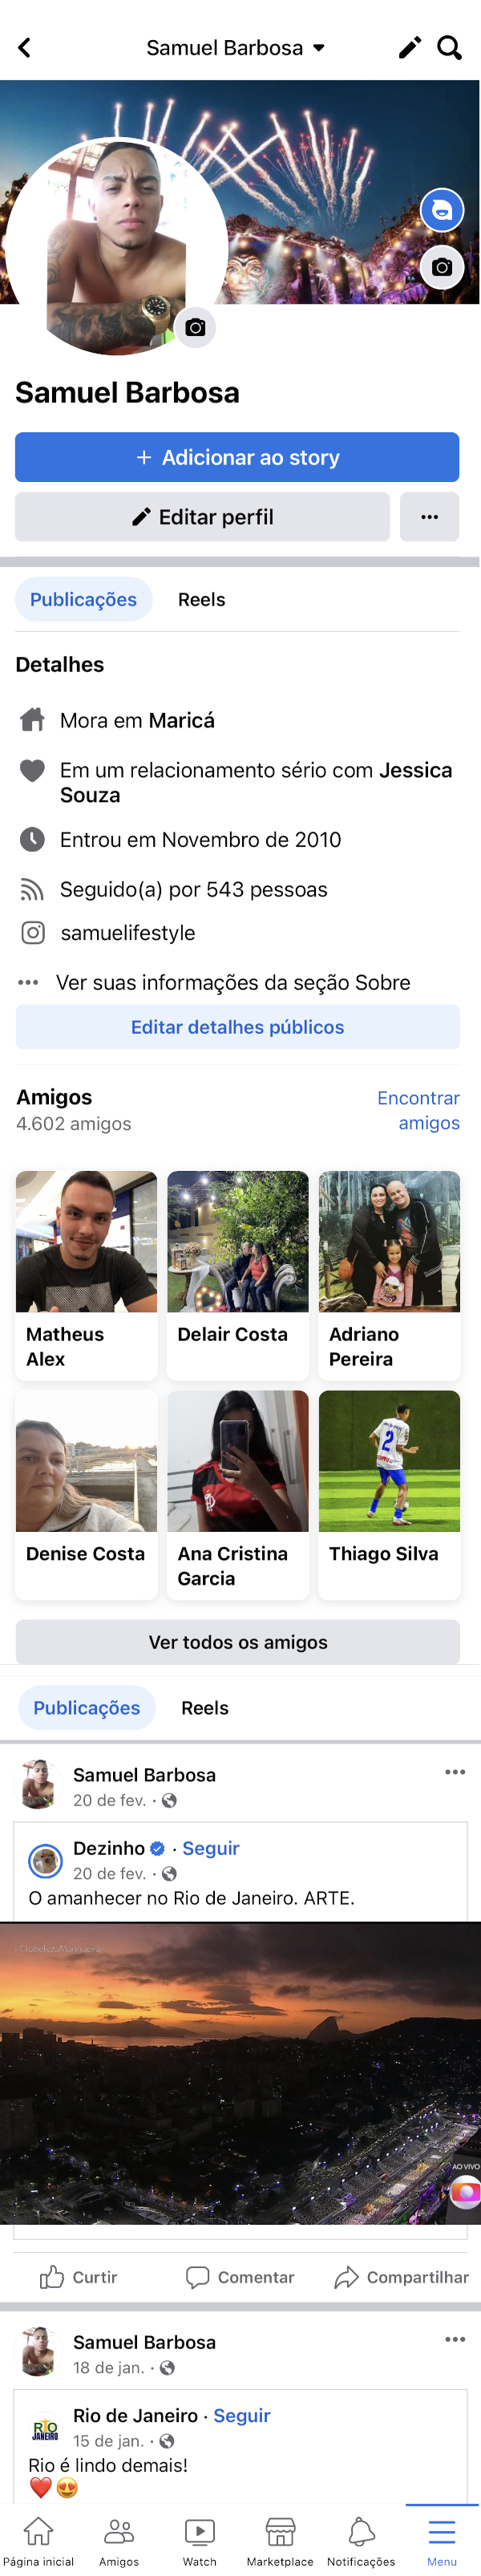 Samuel Barbosa
Samuel Barbosa
+ Adicionar ao story
Editar perfil
Publicações Reels
Detalhes
Mora em Maricá
Em um relacionamento sério com Jessica
Souza
Entrou em Novembro de 2010
Seguido(a) por 543 pessoas
samuelifestyle
Ver suas informações da seção Sobre
Editar detalhes públicos
Amigos Encontrar
4.602 amigos amigos
Matheus Delair Costa Adriano
Alex Pereira
2
Denise Costa Ana Cristina Thiago Silva
Garcia
Ver todos os amigos
Publicações Reels
Samuel Barbosa
20 de fev. ·
Dezinho · Seguir
20 de fev. ·
O amanhecer no Rio de Janeiro. ARTE.
AO VIVO
Curtir Comentar Compartilhar
Samuel Barbosa
18 de jan. ·
Rio de Janeiro · Seguir
RIO
JANEIRO
15 de jan. ·
Rio é lindo demais!
❤️😍
Página inicial Amigos Watch Marketplace Notificações Menu